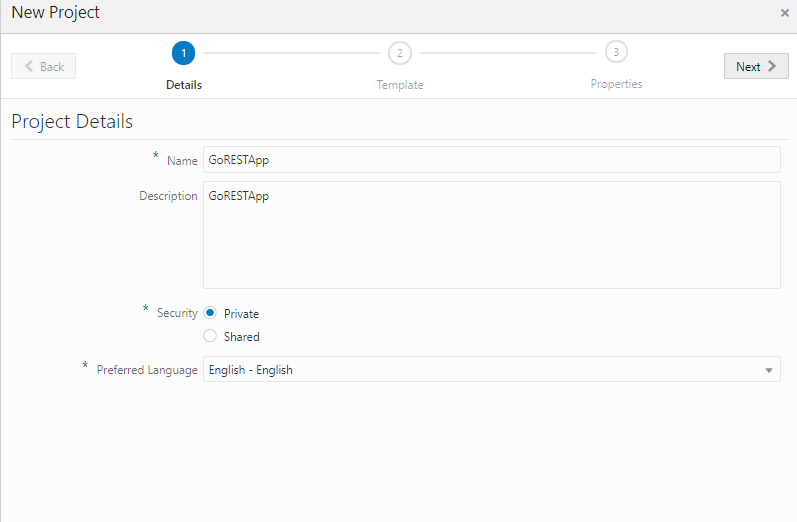 New Project
×
Back
1
2
3
Next
Details
Template
Properties
Project Details
* Name
GoRESTApp
Description
GoRESTApp
* Security
Private
Shared
* Preferred Language
English - English